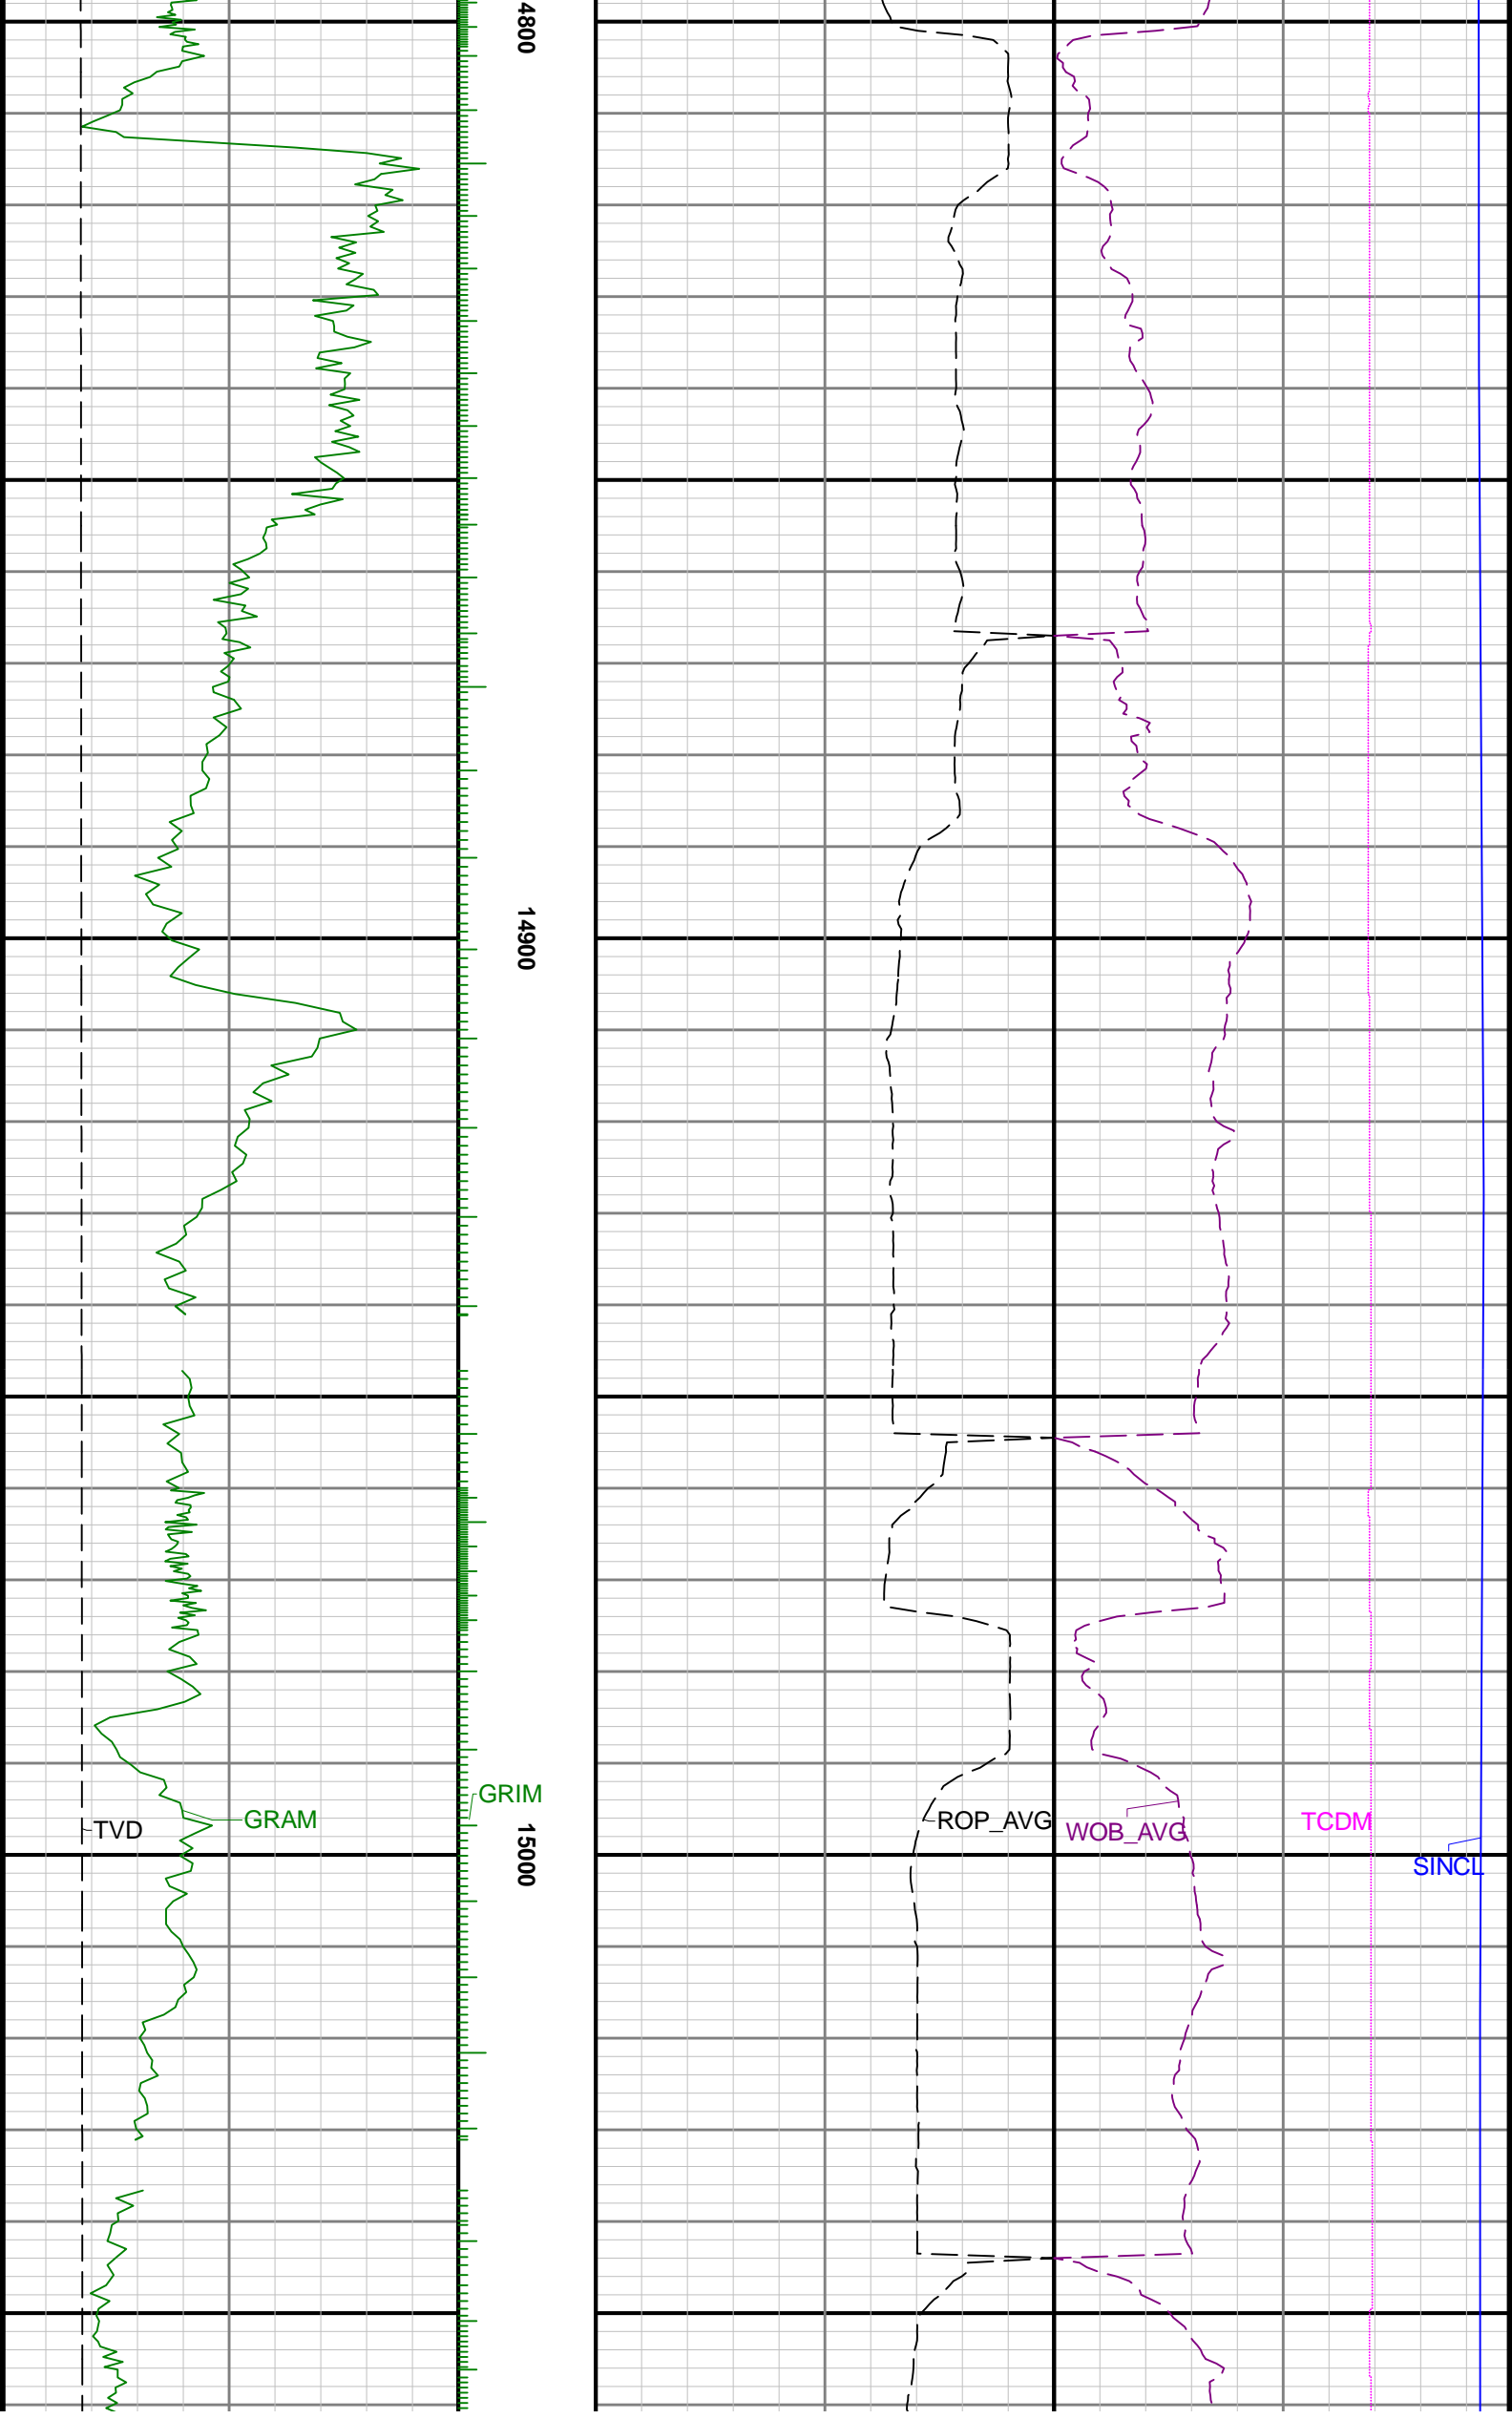 4800
14900
GRIM
GRAM
TVD
15000
ROP_AVG
WOB_AVG
TCDM
SINCL